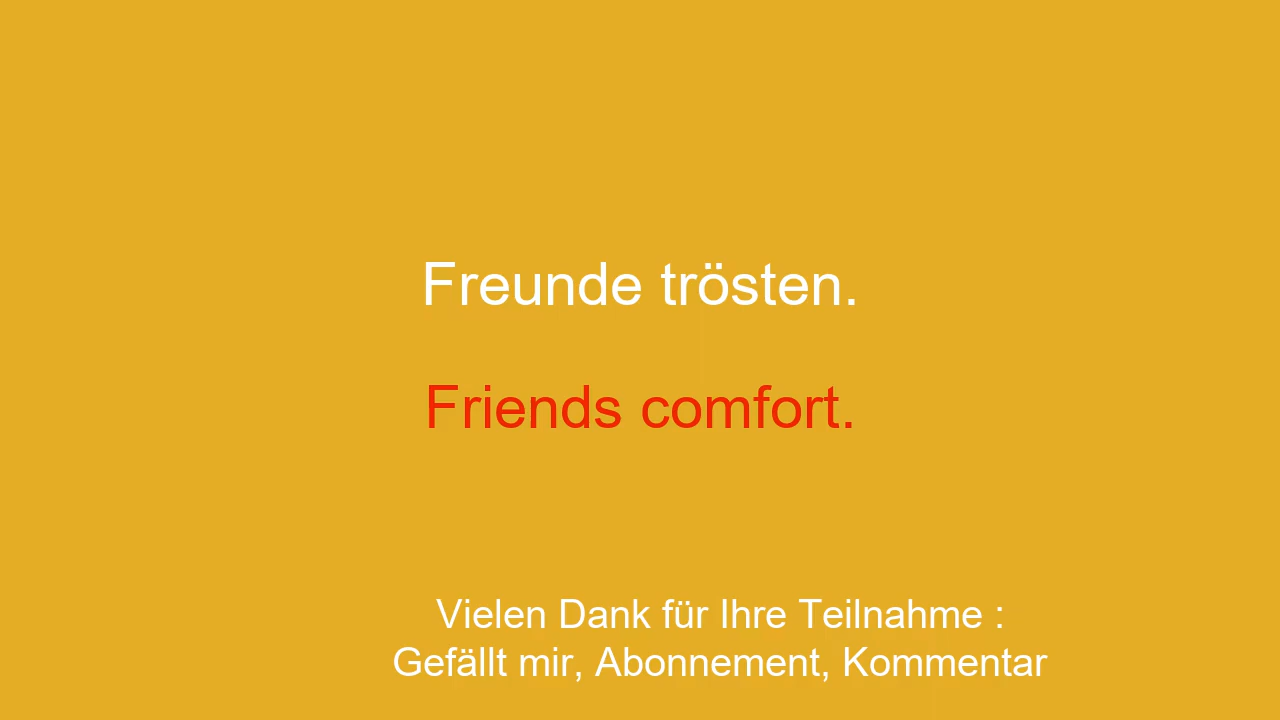 Freunde trösten.
Friends comfort.
Vielen Dank für Ihre Teilnahme :
Gefällt mir, Abonnement, Kommentar